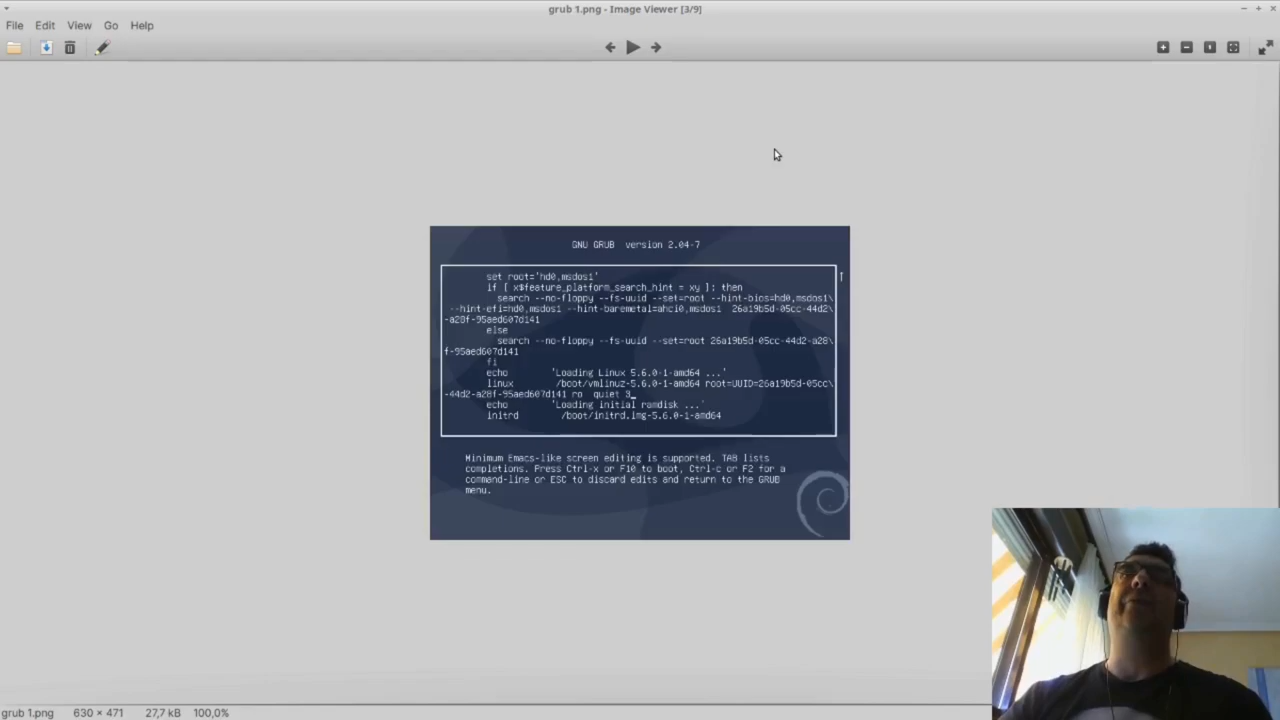 grub 1.png - Image Viewer [3/9]
File Edit View Go Help
GNU GRUB version 2.04-7
set root='hd0,msdos1'
if [ x$feature_platform_search_hint = xy ]; then
search --no-floppy --fs-uuid --set=root --hint-bios=hd0,msdos1\
--hint-efi=hd0,msdos1 --hint-baremetal=ahci0,msdos1 26a19b5d-05cc-44d2\
-a28f-95aed607d141
else
search --no-floppy --fs-uuid --set=root 26a19b5d-05cc-44d2-a28\
f-95aed607d141
fi
echo 'Loading Linux 5.6.0-1-amd64 ...'
linux /boot/vmlinuz-5.6.0-1-amd64 root=UUID=26a19b5d-05cc\
-44d2-a28f-95aed607d141 ro quiet 3_
echo 'Loading initial ramdisk ...'
initrd /boot/initrd.img-5.6.0-1-amd64
Minimum Emacs-like screen editing is supported. TAB lists
completions. Press Ctrl-x or F10 to boot, Ctrl-c or F2 for a
command-line or ESC to discard edits and return to the GRUB
menu.
grub 1.png 630 × 471 27,7 kB 100,0%